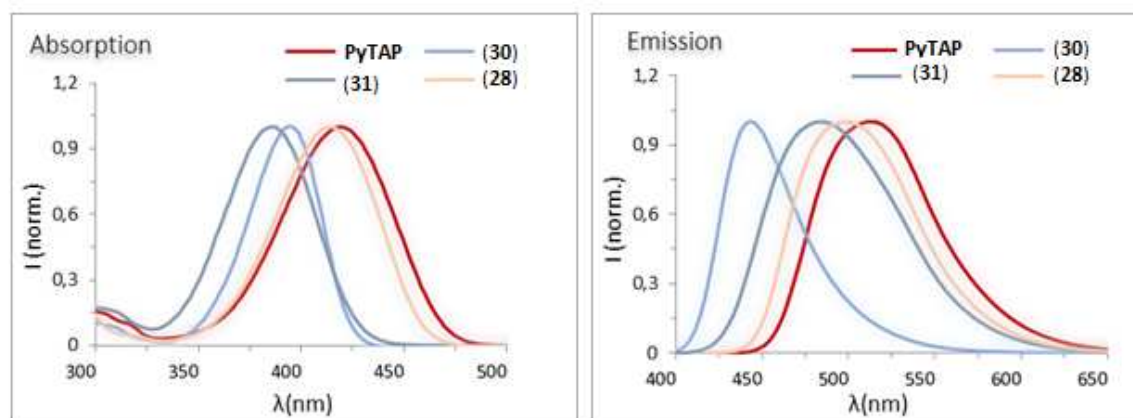 Absorption
PyTAP
(30)
(31)
(28)
1,2
0,9
0,6
0,3
0
I (norm.)
300 350 400 450 500
λ(nm)
Emission
PyTAP
(30)
(31)
(28)
1,2
0,9
0,6
0,3
0
I (norm.)
400 450 500 550 600 650
λ(nm)